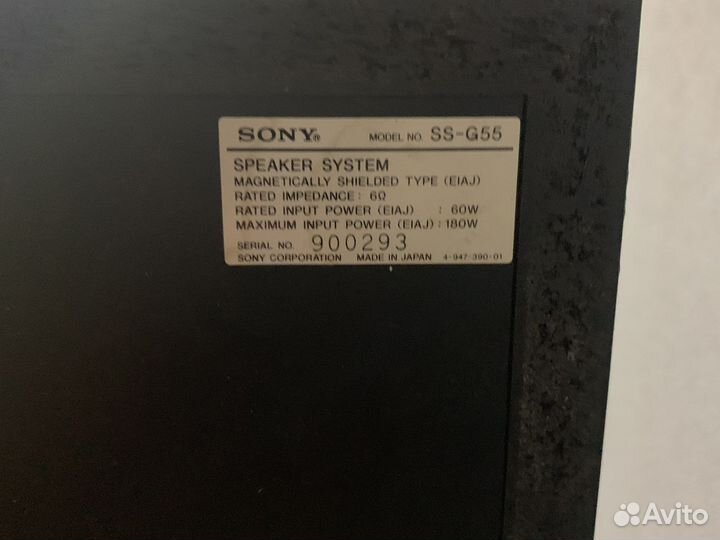 SONY® MODEL NO. SS-G55
SPEAKER SYSTEM
MAGNETICALLY SHIELDED TYPE (EIAJ)
RATED IMPEDANCE : 6Ω
RATED INPUT POWER (EIAJ) : 60W
MAXIMUM INPUT POWER (EIAJ) : 180W
SERIAL NO. 900293
SONY CORPORATION MADE IN JAPAN 4-947-390-01
Avito